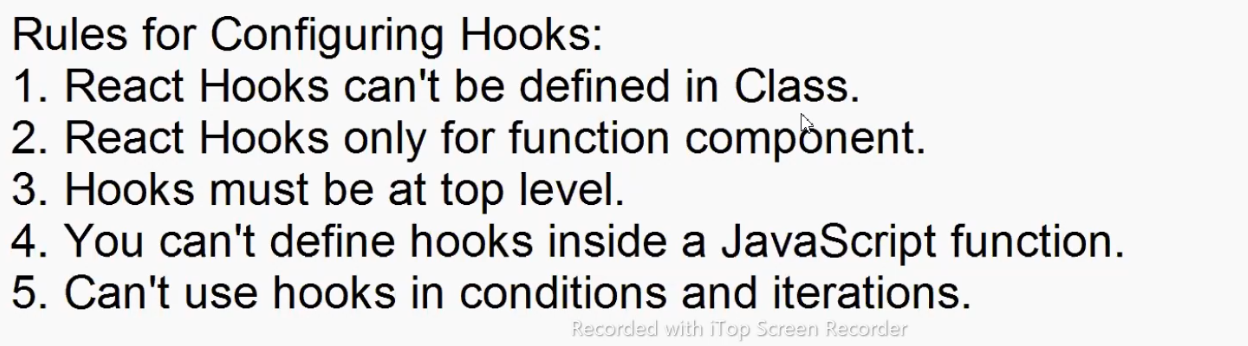 Rules for Configuring Hooks:
1. React Hooks can't be defined in Class.
2. React Hooks only for function component.
3. Hooks must be at top level.
4. You can't define hooks inside a JavaScript function.
5. Can't use hooks in conditions and iterations.
Recorded with iTop Screen Recorder